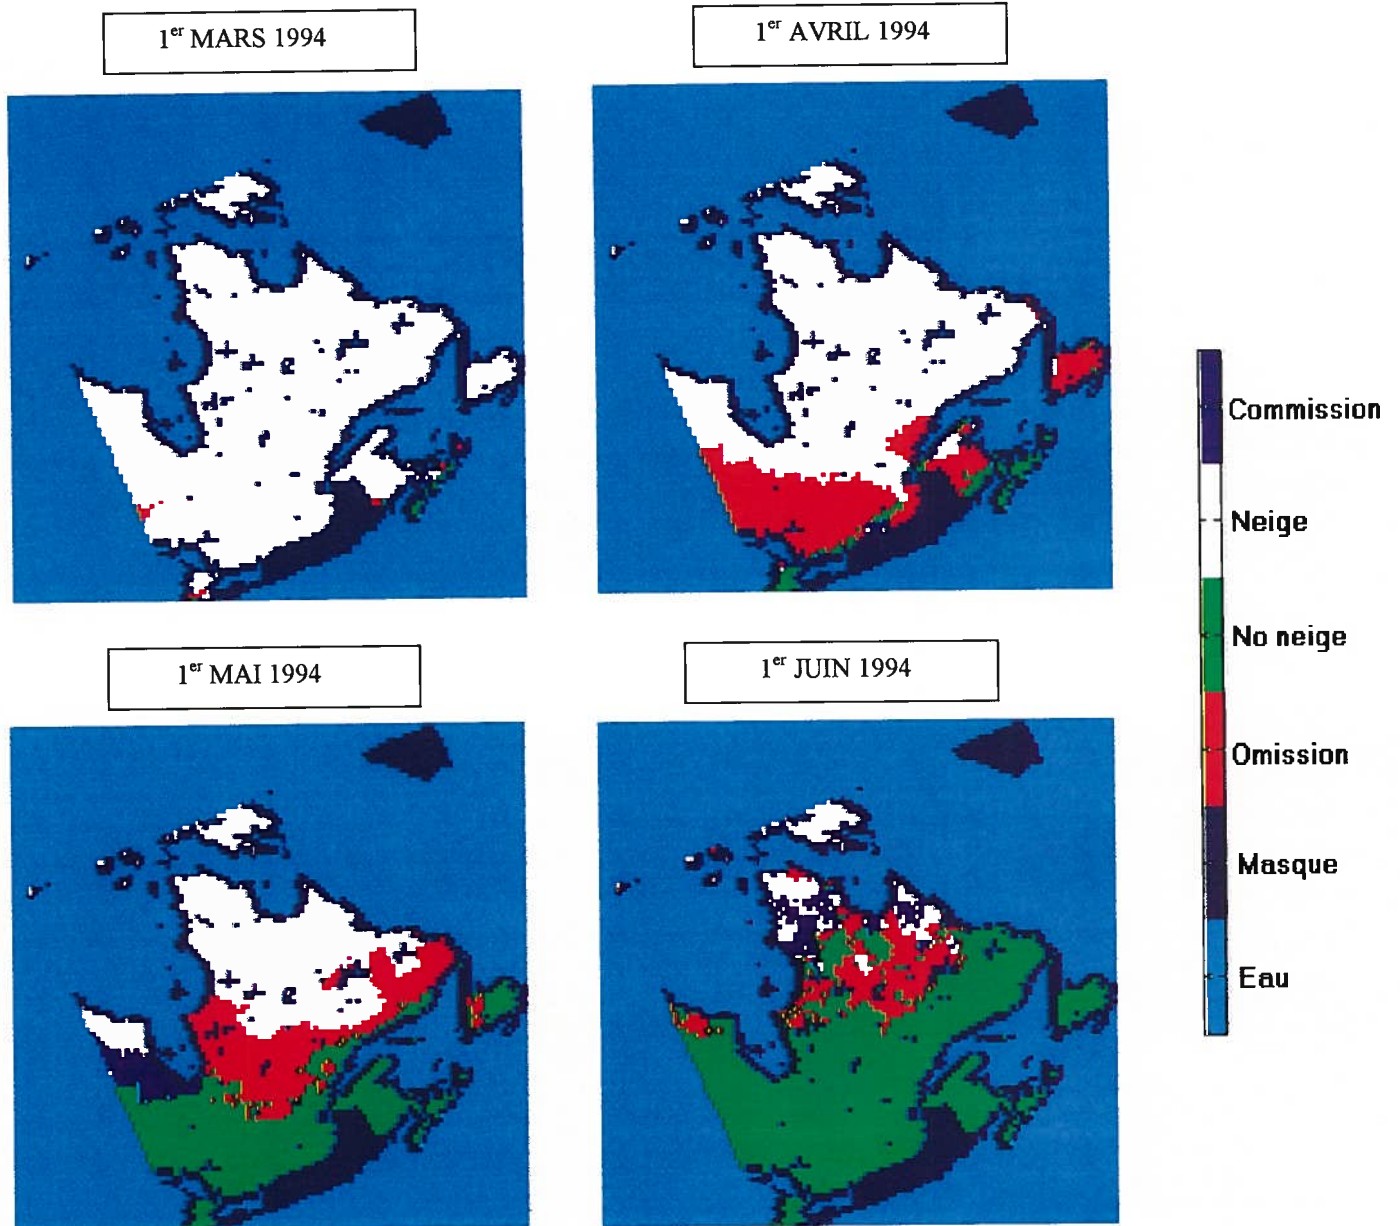 1er MARS 1994
1er AVRIL 1994
Commission
Neige
No neige
Omission
Masque
Eau
1er MAI 1994
1er JUIN 1994